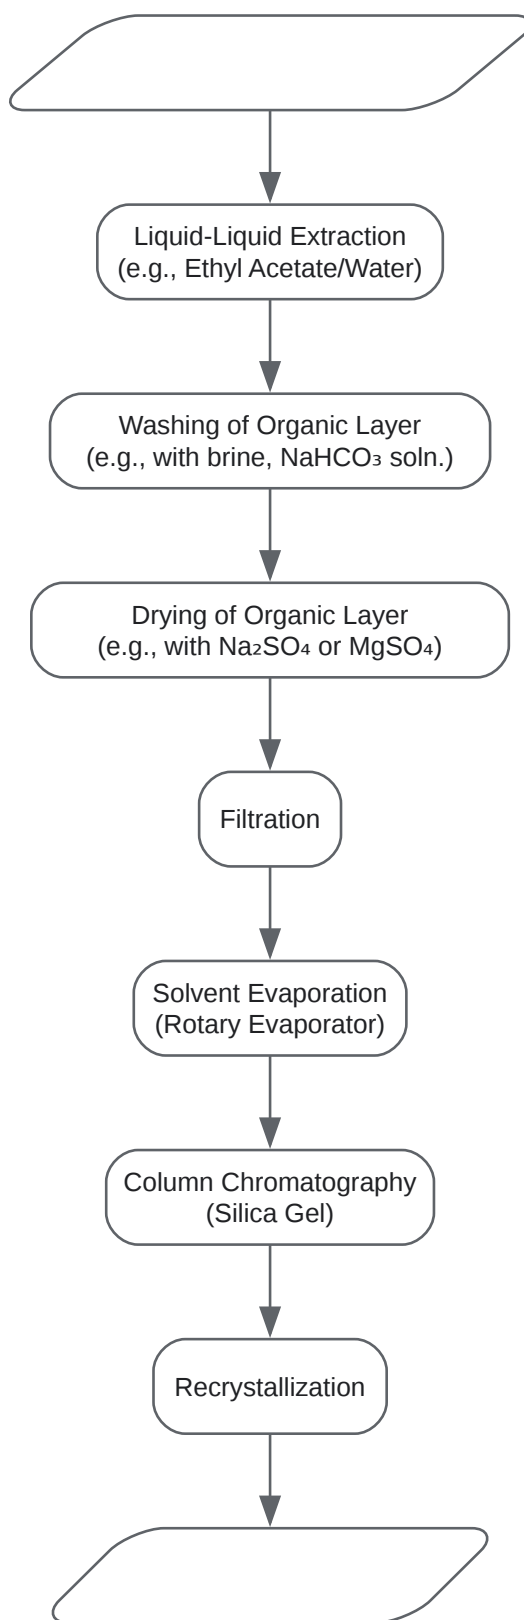 Liquid-Liquid Extraction
(e.g., Ethyl Acetate/Water)
Washing of Organic Layer
(e.g., with brine, NaHCO₃ soln.)
Drying of Organic Layer
(e.g., with Na₂SO₄ or MgSO₄)
Filtration
Solvent Evaporation
(Rotary Evaporator)
Column Chromatography
(Silica Gel)
Recrystallization